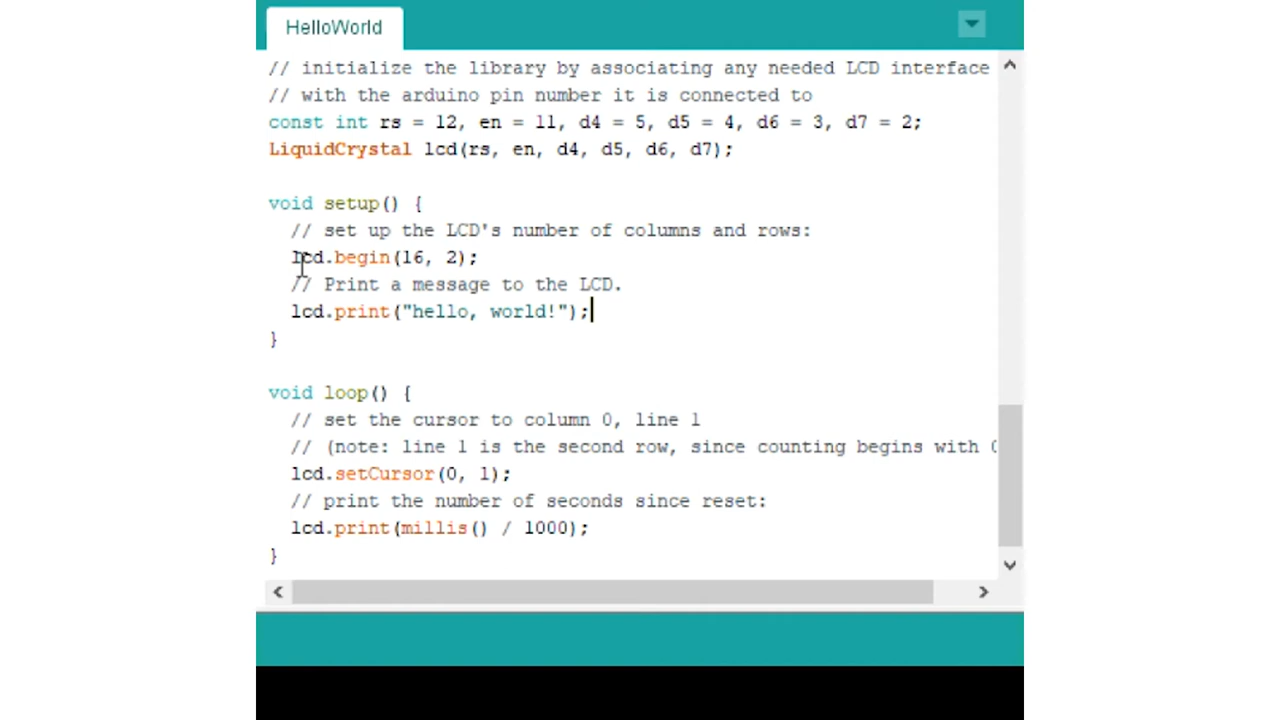 HelloWorld
// initialize the library by associating any needed LCD interface
// with the arduino pin number it is connected to
const int rs = 12, en = 11, d4 = 5, d5 = 4, d6 = 3, d7 = 2;
LiquidCrystal lcd(rs, en, d4, d5, d6, d7);
void setup() {
  // set up the LCD's number of columns and rows:
  lcd.begin(16, 2);
  // Print a message to the LCD.
  lcd.print("hello, world!");
}
void loop() {
  // set the cursor to column 0, line 1
  // (note: line 1 is the second row, since counting begins with 0
  lcd.setCursor(0, 1);
  // print the number of seconds since reset:
  lcd.print(millis() / 1000);
}